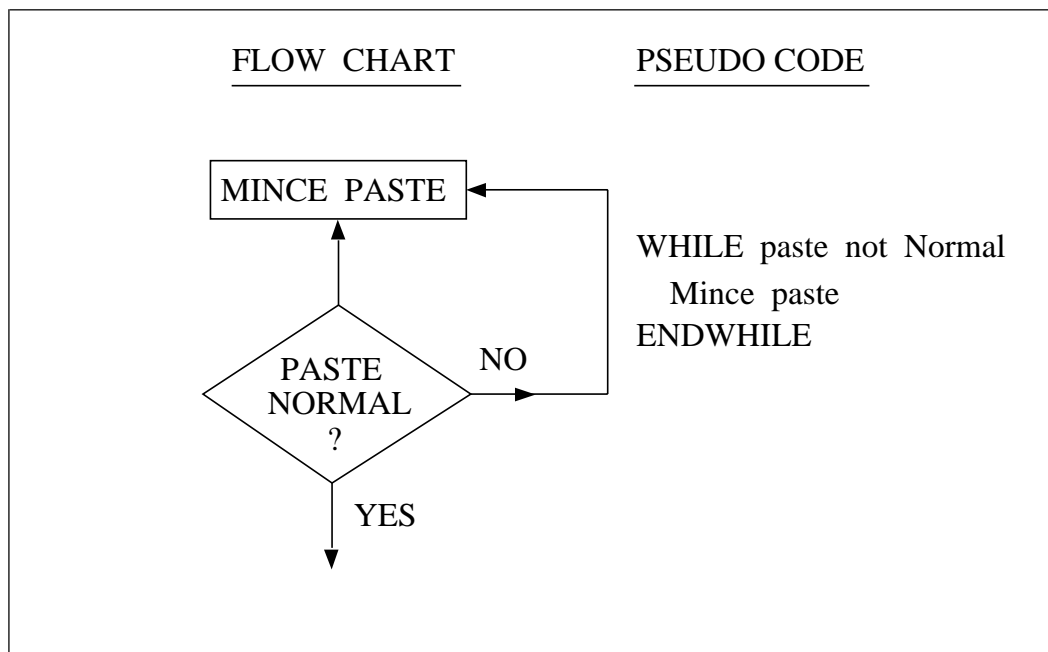 FLOW CHART
PSEUDO CODE
MINCE PASTE
PASTE
NORMAL
?
NO
YES
WHILE paste not Normal
Mince paste
ENDWHILE